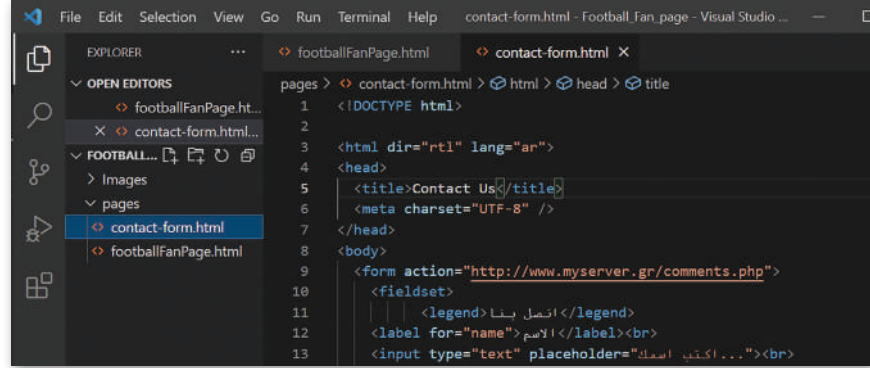 File Edit Selection View Go Run Terminal Help contact-form.html - Football_Fan_page - Visual Studio ...
EXPLORER ...
footballFanPage.html contact-form.html
OPEN EDITORS
footballFanPage.ht...
contact-form.html...
FOOTBALL...
Images
pages
contact-form.html
footballFanPage.html
pages > contact-form.html > html > head > title
1 <!DOCTYPE html>
2
3 <html dir="rtl" lang="ar">
4 <head>
5 <title>Contact Us</title>
6 <meta charset="UTF-8" />
7 </head>
8 <body>
9 <form action="http://www.myserver.gr/comments.php">
10 <fieldset>
11 <legend>اتصل بنا</legend>
12 <label for="name">الاسم</label><br>
13 <input type="text" placeholder="اكتب اسمك..."><br>